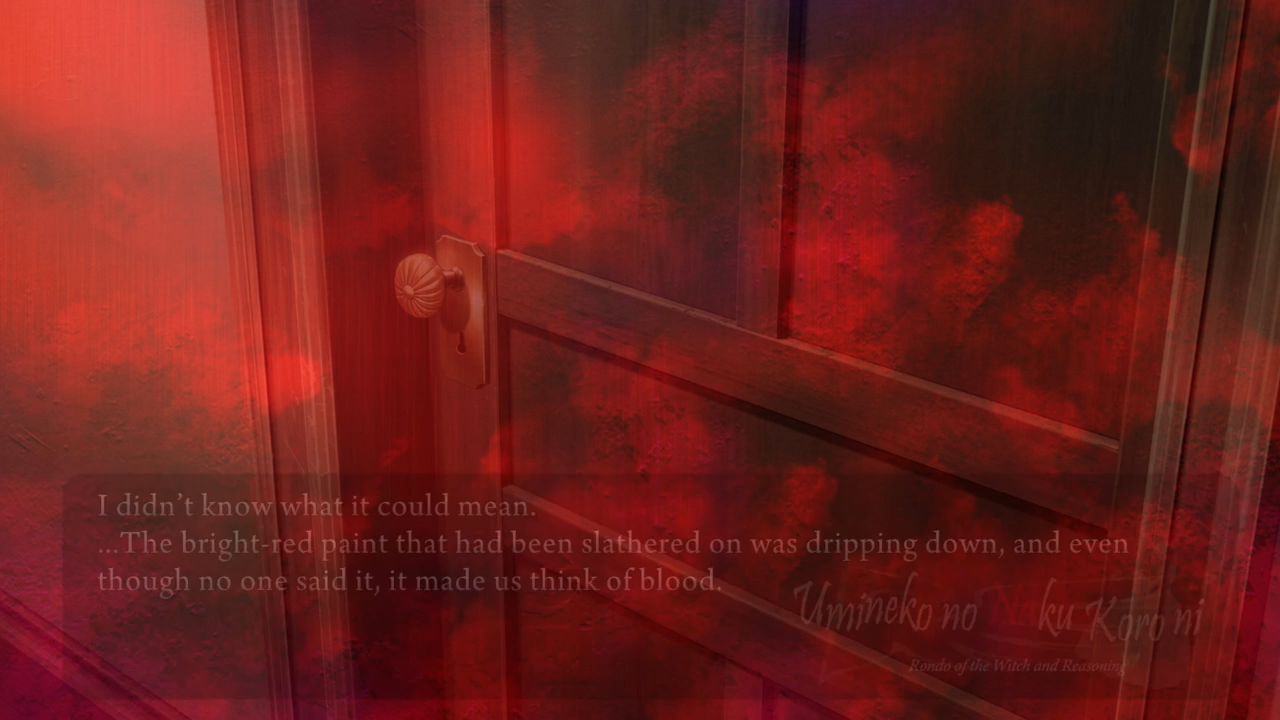 I didn’t know what it could mean.
…The bright-red paint that had been slathered on was dripping down, and even
though no one said it, it made us think of blood.
Umineko no Naku Koro ni
Rondo of the Witch and Reasoning